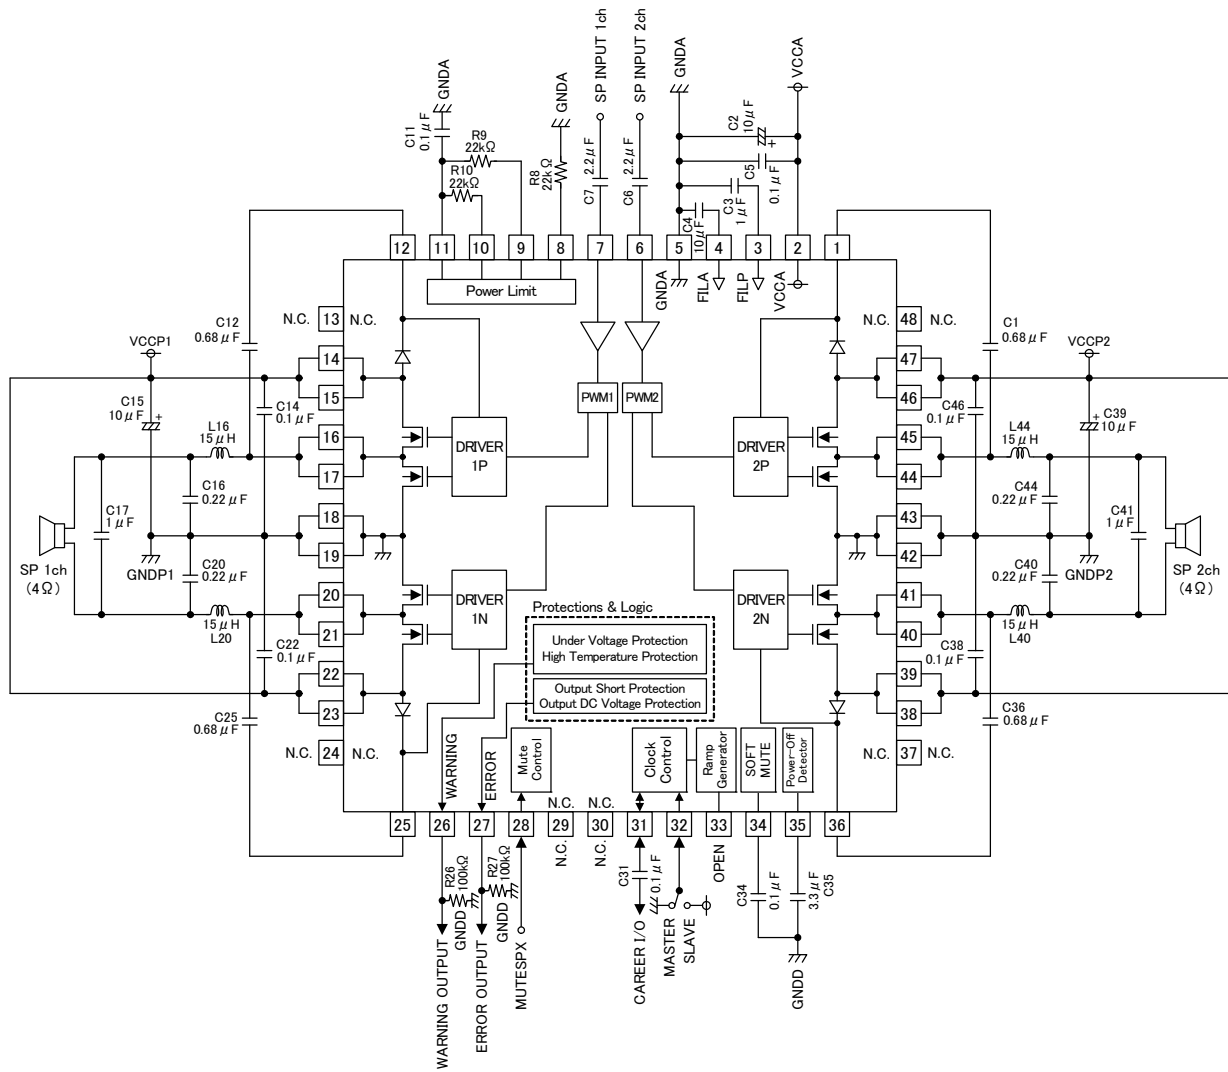 GNDA
C11
0.1μF
R9
22kΩ
R10
22kΩ
GNDA
R8
22kΩ
SP INPUT 1ch
C7 2.2μF
SP INPUT 2ch
C6 2.2μF
GNDA
VCCA
C2
10μF
+
C5
0.1μF
C3
1μF
C4
10μF
12
11
10
9
8
7
6
5
4
3
2
1
Power Limit
GNDA
FILA
FILP
VCCA
N.C.
13
N.C.
N.C.
48
N.C.
C12
0.68μF
C1
0.68μF
VCCP1
VCCP2
14
15
47
46
C15
10μF
+
C14
0.1μF
PWM1
PWM2
C46
0.1μF
+
C39
10μF
L16
15μH
16
17
DRIVER
1P
DRIVER
2P
45
44
L44
15μH
C16
0.22μF
C44
0.22μF
C17
1μF
C41
1μF
18
19
43
42
SP 1ch
(4Ω)
GNDP1
C20
0.22μF
C40
0.22μF
GNDP2
SP 2ch
(4Ω)
20
21
DRIVER
1N
DRIVER
2N
41
40
15μH
L20
15μH
L40
Protections & Logic
Under Voltage Protection
High Temperature Protection
Output Short Protection
Output DC Voltage Protection
C22
0.1μF
C38
0.1μF
22
23
39
38
C25
0.68μF
C36
0.68μF
N.C.
24
N.C.
N.C.
37
N.C.
WARNING
ERROR
Mute
Control
Clock
Control
Ramp
Generator
SOFT
MUTE
Power-Off
Detector
N.C.
N.C.
25
26
27
28
29
30
31
32
33
34
35
36
N.C.
N.C.
OPEN
R26
100kΩ
GNDD
R27
100kΩ
GNDD
C31
0.1μF
C34
0.1μF
3.3μF
C35
WARNING OUTPUT
ERROR OUTPUT
MUTESPX
CAREER I/O
MASTER
SLAVE
GNDD